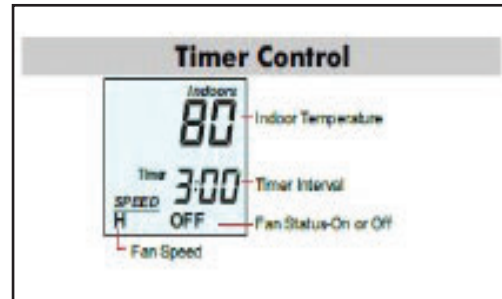 Timer Control
Indoors
80
Indoor Temperature
Timer 3:00
Timer Interval
SPEED
H OFF
Fan Status-On or Off
Fan Speed